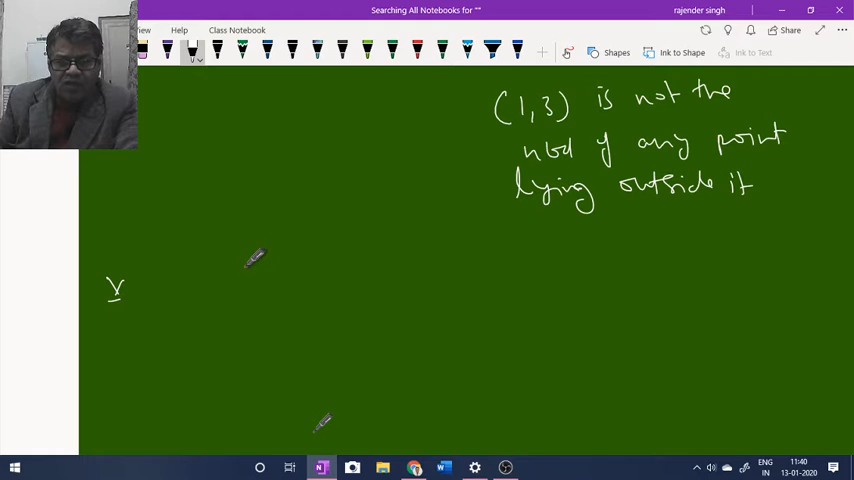 Searching All Notebooks for ""
rajender singh
View
Help
Class Notebook
Share
Shapes
Ink to Shape
Ink to Text
(1,3) is not the
nbd of any point
lying outside it
V
ENG
IN
11:40
13-01-2020